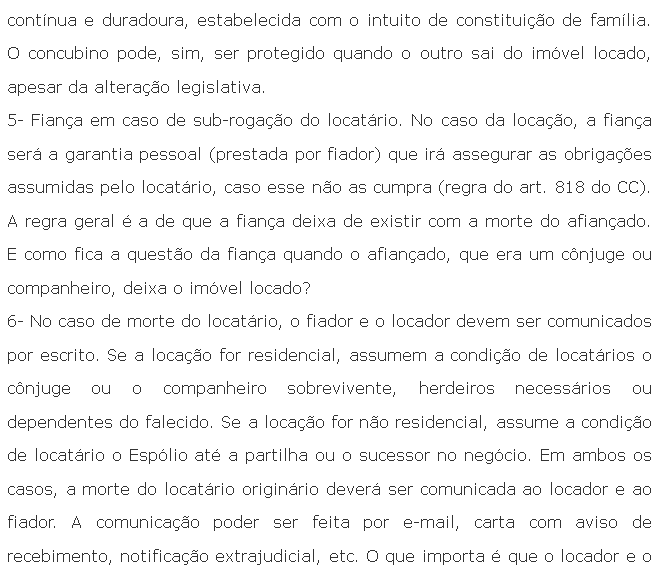 contínua e duradoura, estabelecida com o intuito de constituição de família.
O concubino pode, sim, ser protegido quando o outro sai do imóvel locado,
apesar da alteração legislativa.
5- Fiança em caso de sub-rogação do locatário. No caso da locação, a fiança
será a garantia pessoal (prestada por fiador) que irá assegurar as obrigações
assumidas pelo locatário, caso esse não as cumpra (regra do art. 818 do CC).
A regra geral é a de que a fiança deixa de existir com a morte do afiançado.
E como fica a questão da fiança quando o afiançado, que era um cônjuge ou
companheiro, deixa o imóvel locado?
6- No caso de morte do locatário, o fiador e o locador devem ser comunicados
por escrito. Se a locação for residencial, assumem a condição de locatários o
cônjuge ou o companheiro sobrevivente, herdeiros necessários ou
dependentes do falecido. Se a locação for não residencial, assume a condição
de locatário o Espólio até a partilha ou o sucessor no negócio. Em ambos os
casos, a morte do locatário originário deverá ser comunicada ao locador e ao
fiador. A comunicação poder ser feita por e-mail, carta com aviso de
recebimento, notificação extrajudicial, etc. O que importa é que o locador e o